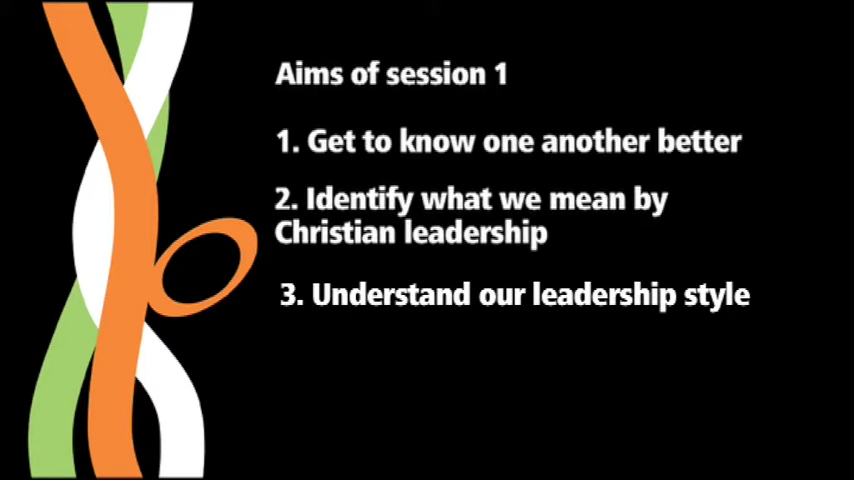 Aims of session 1
1. Get to know one another better
2. Identify what we mean by
Christian leadership
3. Understand our leadership style